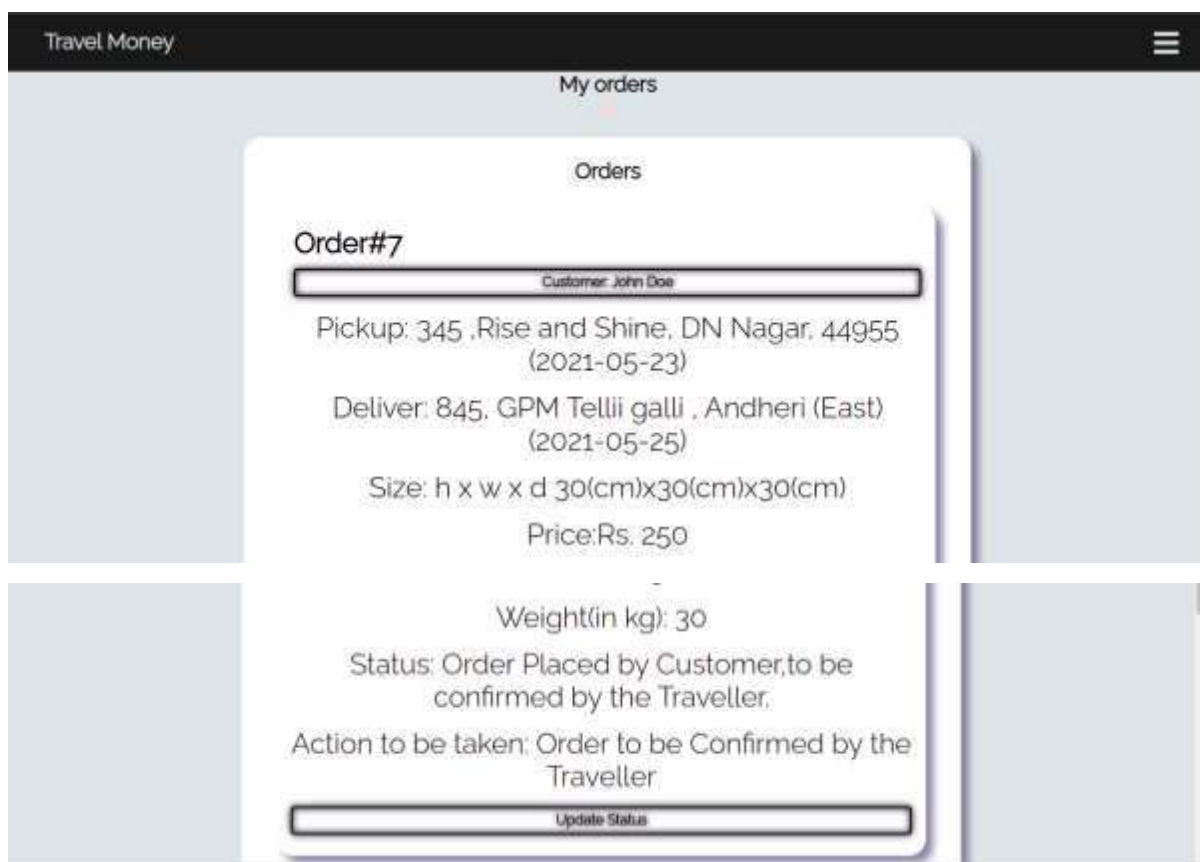 Travel Money
My orders
Orders
Order#7
Customer: John Doe
Pickup: 345 ,Rise and Shine, DN Nagar, 44955
(2021-05-23)
Deliver: 845, GPM Tellii galli , Andheri (East)
(2021-05-25)
Size: h x w x d 30(cm)x30(cm)x30(cm)
Price:Rs. 250
Weight(in kg): 30
Status: Order Placed by Customer,to be
confirmed by the Traveller.
Action to be taken: Order to be Confirmed by the
Traveller
Update Status